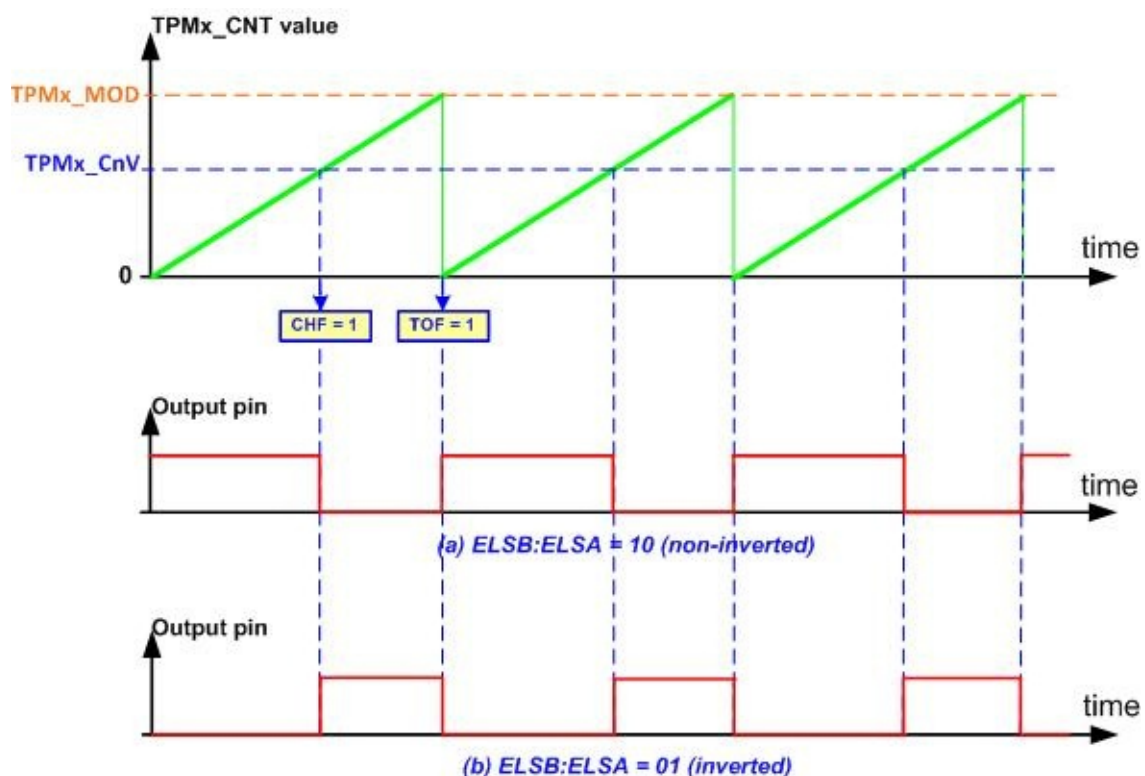 TPMx_CNT value
TPMx_MOD
TPMx_CnV
time
0
CHF = 1
TOF = 1
Output pin
time
(a) ELSB:ELSA = 10 (non-inverted)
Output pin
time
(b) ELSB:ELSA = 01 (inverted)